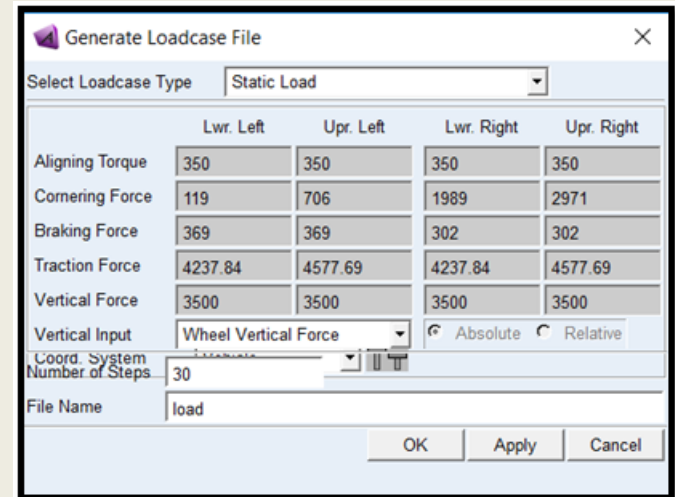 Generate Loadcase File
Select Loadcase Type Static Load
Lwr. Left Upr. Left Lwr. Right Upr. Right
Aligning Torque 350 350 350 350
Cornering Force 119 706 1989 2971
Braking Force 369 369 302 302
Traction Force 4237.84 4577.69 4237.84 4577.69
Vertical Force 3500 3500 3500 3500
Vertical Input Wheel Vertical Force Absolute Relative
Coord. System
Number of Steps 30
File Name load
OK Apply Cancel